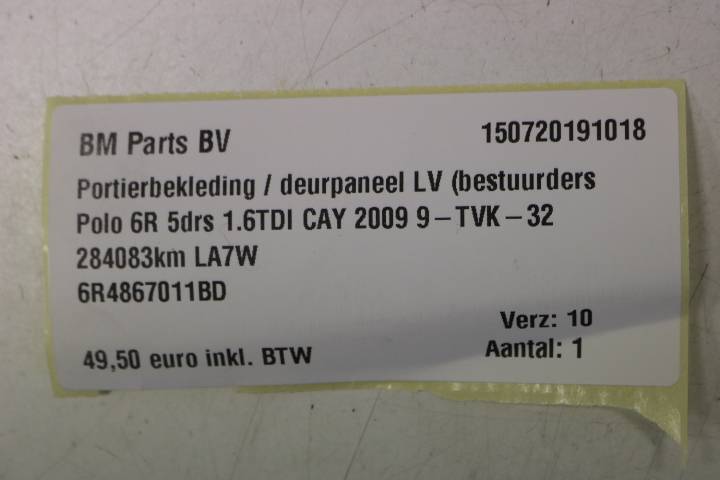 BM Parts BV 150720191018
Portierbekleding / deurpaneel LV (bestuurders
Polo 6R 5drs 1.6TDI CAY 2009 9-TVK-32
284083km LA7W
6R4867011BD
Verz: 10
49,50 euro inkl. BTW Aantal: 1